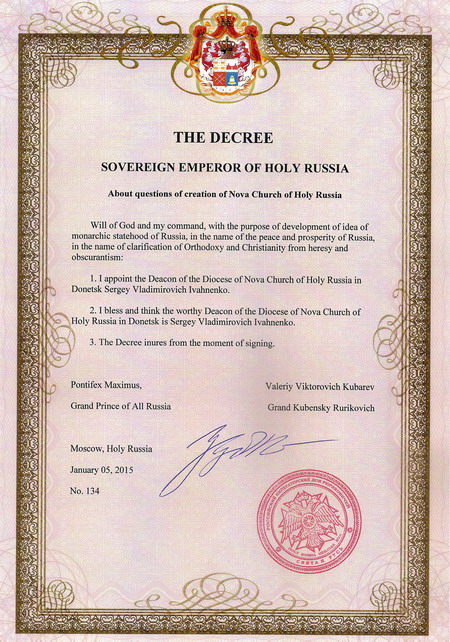 THE DECREE
SOVEREIGN EMPEROR OF HOLY RUSSIA
About questions of creation of Nova Church of Holy Russia
Will of God and my command, with the purpose of development of idea of
monarchic statehood of Russia, in the name of the peace and prosperity of Russia,
in the name of clarification of Orthodoxy and Christianity from heresy and
obscurantism:
1. I appoint the Deacon of the Diocese of Nova Church of Holy Russia in
Donetsk Sergey Vladimirovich Ivahnenko.
2. I bless and think the worthy Deacon of the Diocese of Nova Church of
Holy Russia in Donetsk is Sergey Vladimirovich Ivahnenko.
3. The Decree inures from the moment of signing.
Pontifex Maximus,
Valeriy Viktorovich Kubarev
Grand Prince of All Russia
Grand Kubensky Rurikovich
Moscow, Holy Russia
January 05, 2015
No. 134
СВЯТАЯ РУСЬ